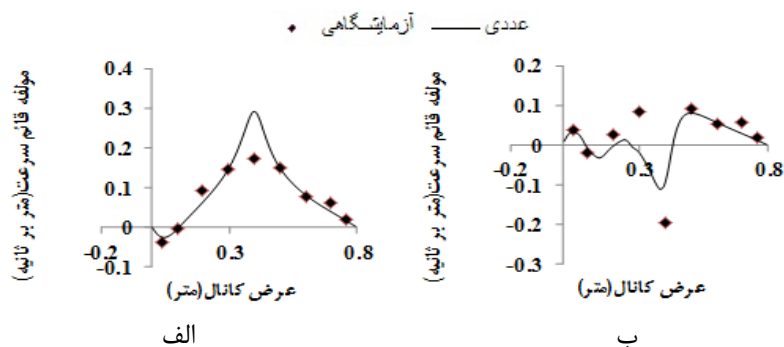 عددی آزمایشگاهی
مولفه قائم سرعت(متر بر ثانیه)
0.4
0.3
0.2
0.1
0
-0.1
-0.2 0.3 0.8
عرض کانال(متر)
الف
مولفه قائم سرعت(متر بر ثانیه)
0.2
0.1
0
-0.1
-0.2
-0.3
-0.2 0.3 0.8
عرض کانال(متر)
ب